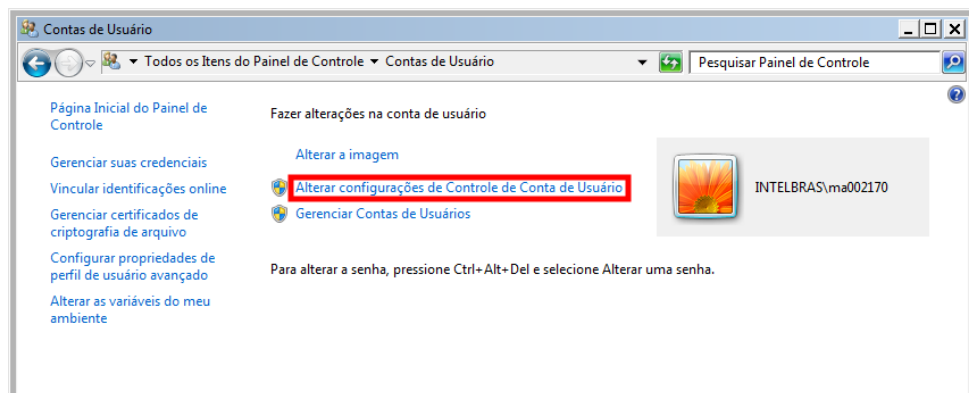 Contas de Usuário
Todos os Itens do Painel de Controle Contas de Usuário
Pesquisar Painel de Controle
Página Inicial do Painel de
Controle
Gerenciar suas credenciais
Vincular identificações online
Gerenciar certificados de
criptografia de arquivo
Configurar propriedades de
perfil de usuário avançado
Alterar as variáveis do meu
ambiente
Fazer alterações na conta de usuário
Alterar a imagem
Alterar configurações de Controle de Conta de Usuário
Gerenciar Contas de Usuários
INTELBRAS\ma002170
Para alterar a senha, pressione Ctrl+Alt+Del e selecione Alterar uma senha.